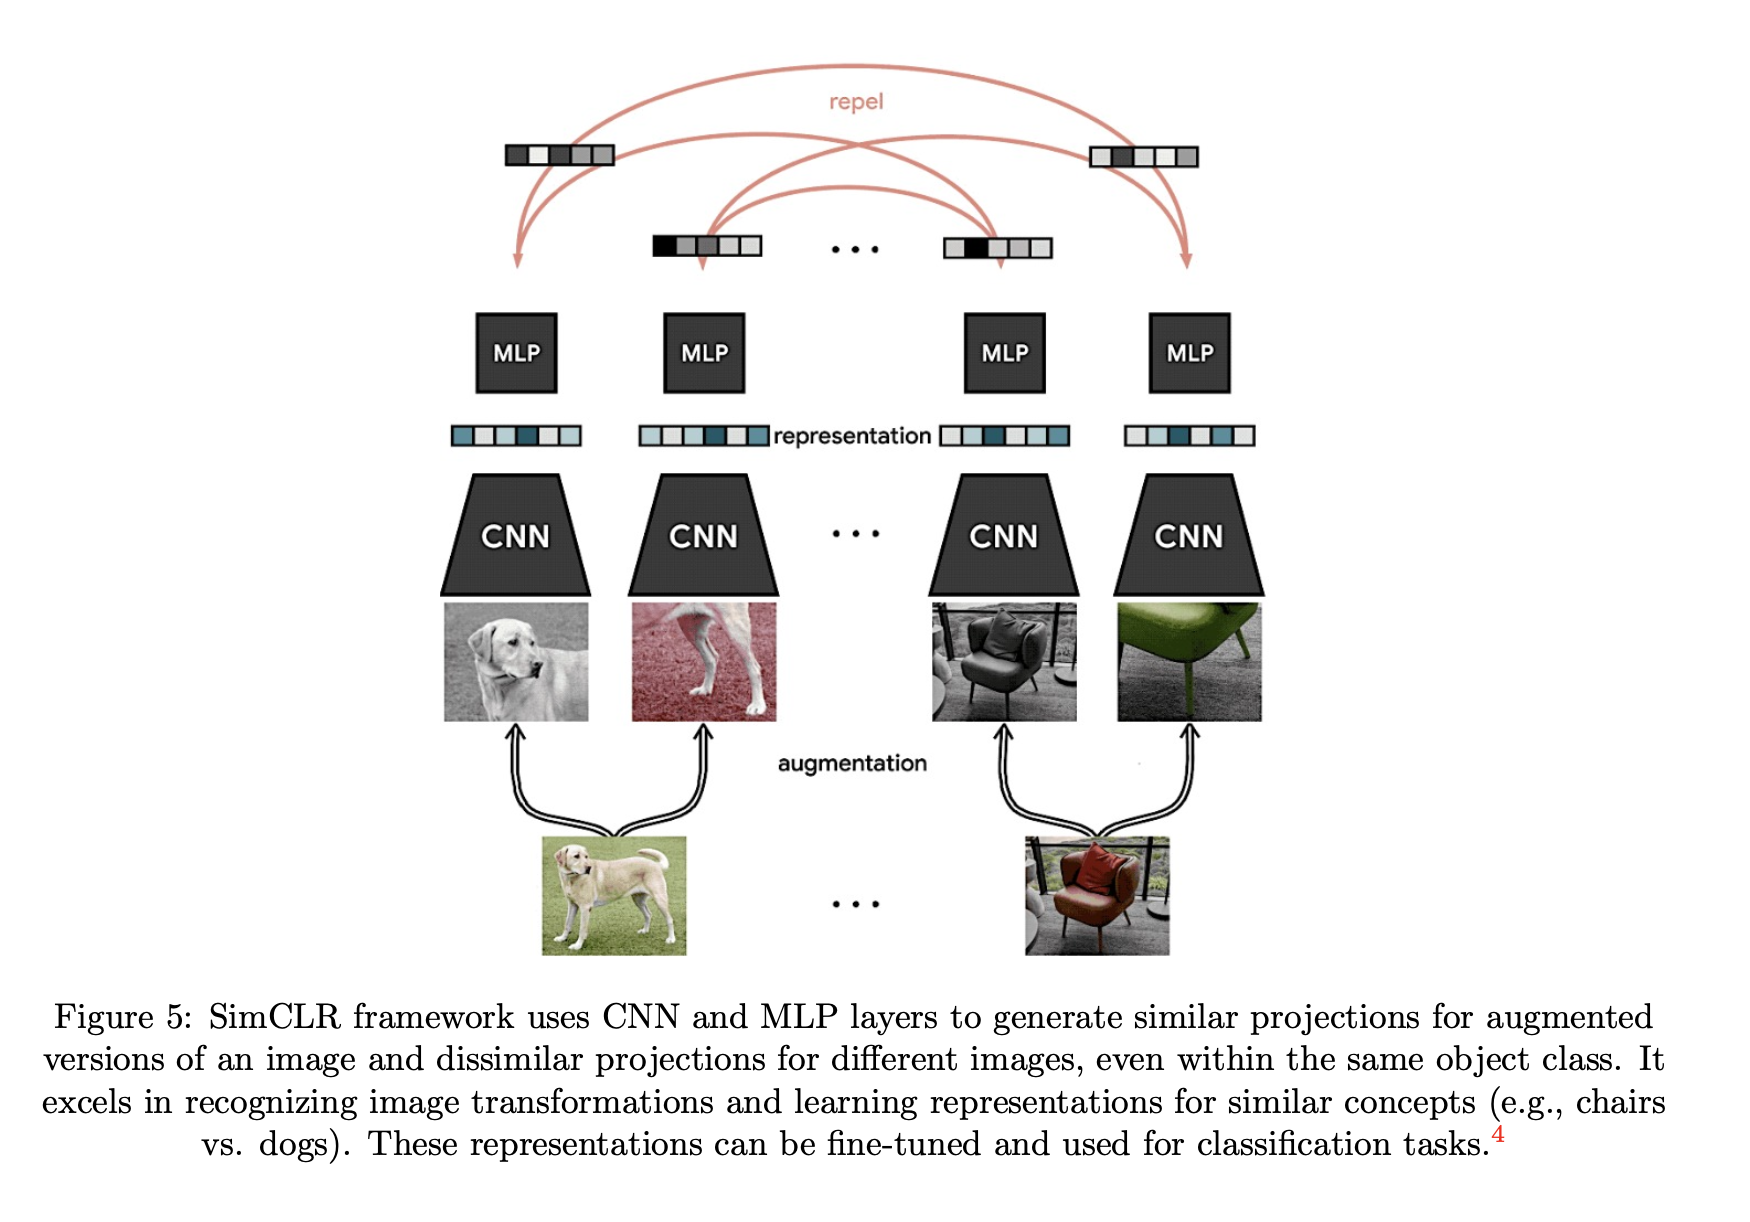 repel
...
MLP MLP MLP MLP
representation
CNN CNN ... CNN CNN
augmentation
...
Figure 5: SimCLR framework uses CNN and MLP layers to generate similar projections for augmented
versions of an image and dissimilar projections for different images, even within the same object class. It
excels in recognizing image transformations and learning representations for similar concepts (e.g., chairs
vs. dogs). These representations can be fine-tuned and used for classification tasks.4